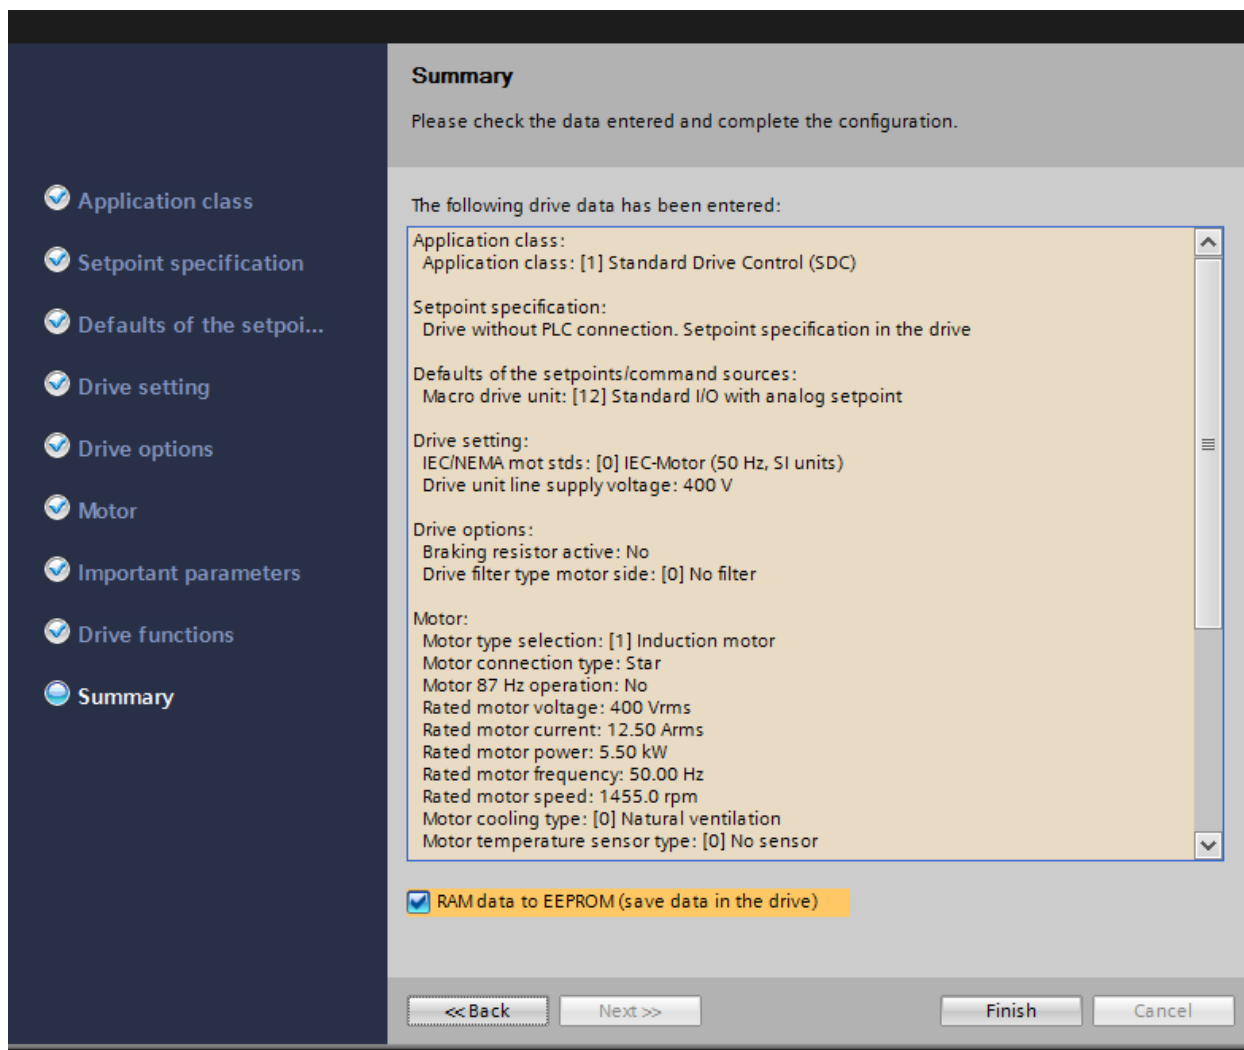 Summary
Please check the data entered and complete the configuration.
Application class
Setpoint specification
Defaults of the setpoi...
Drive setting
Drive options
Motor
Important parameters
Drive functions
Summary
The following drive data has been entered:
Application class:
Application class: [1] Standard Drive Control (SDC)
Setpoint specification:
Drive without PLC connection. Setpoint specification in the drive
Defaults of the setpoints/command sources:
Macro drive unit: [12] Standard I/O with analog setpoint
Drive setting:
IEC/NEMA mot stds: [0] IEC-Motor (50 Hz, SI units)
Drive unit line supply voltage: 400 V
Drive options:
Braking resistor active: No
Drive filter type motor side: [0] No filter
Motor:
Motor type selection: [1] Induction motor
Motor connection type: Star
Motor 87 Hz operation: No
Rated motor voltage: 400 Vrms
Rated motor current: 12.50 Arms
Rated motor power: 5.50 kW
Rated motor frequency: 50.00 Hz
Rated motor speed: 1455.0 rpm
Motor cooling type: [0] Natural ventilation
Motor temperature sensor type: [0] No sensor
RAM data to EEPROM (save data in the drive)
<< Back
Next >>
Finish
Cancel